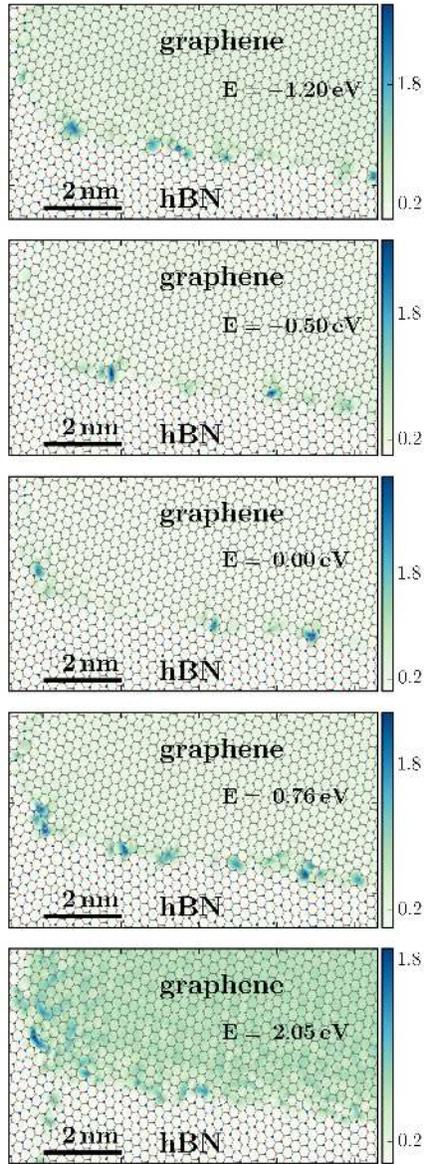 graphene
E = −1.20 eV
1.8
2 nm
hBN
0.2
graphene
E = −0.50 eV
1.8
2 nm
hBN
0.2
graphene
E = 0.00 eV
1.8
2 nm
hBN
0.2
graphene
E = 0.76 eV
1.8
2 nm
hBN
0.2
1.8
graphene
E = 2.05 eV
2 nm
hBN
0.2